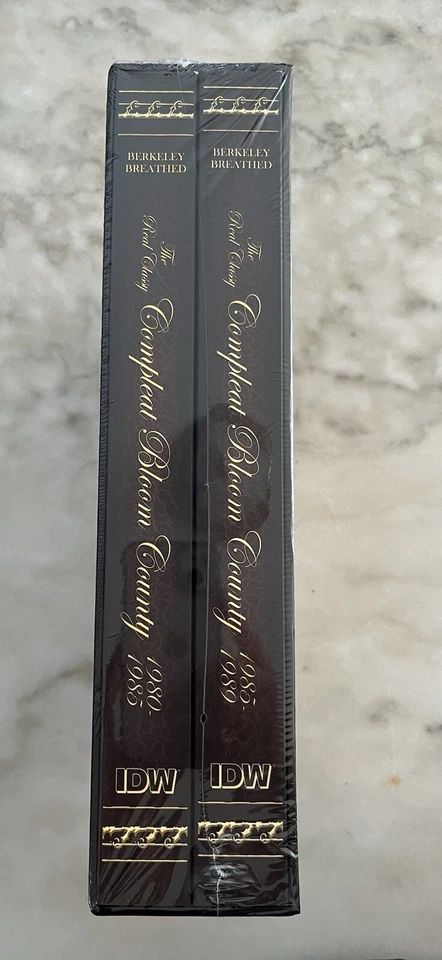 BERKELEY
BREATHED
The
Real Classy
Compleat Bloom County
1980-
1985
IDW
BERKELEY
BREATHED
The
Real Classy
Compleat Bloom County
1985-
1989
IDW